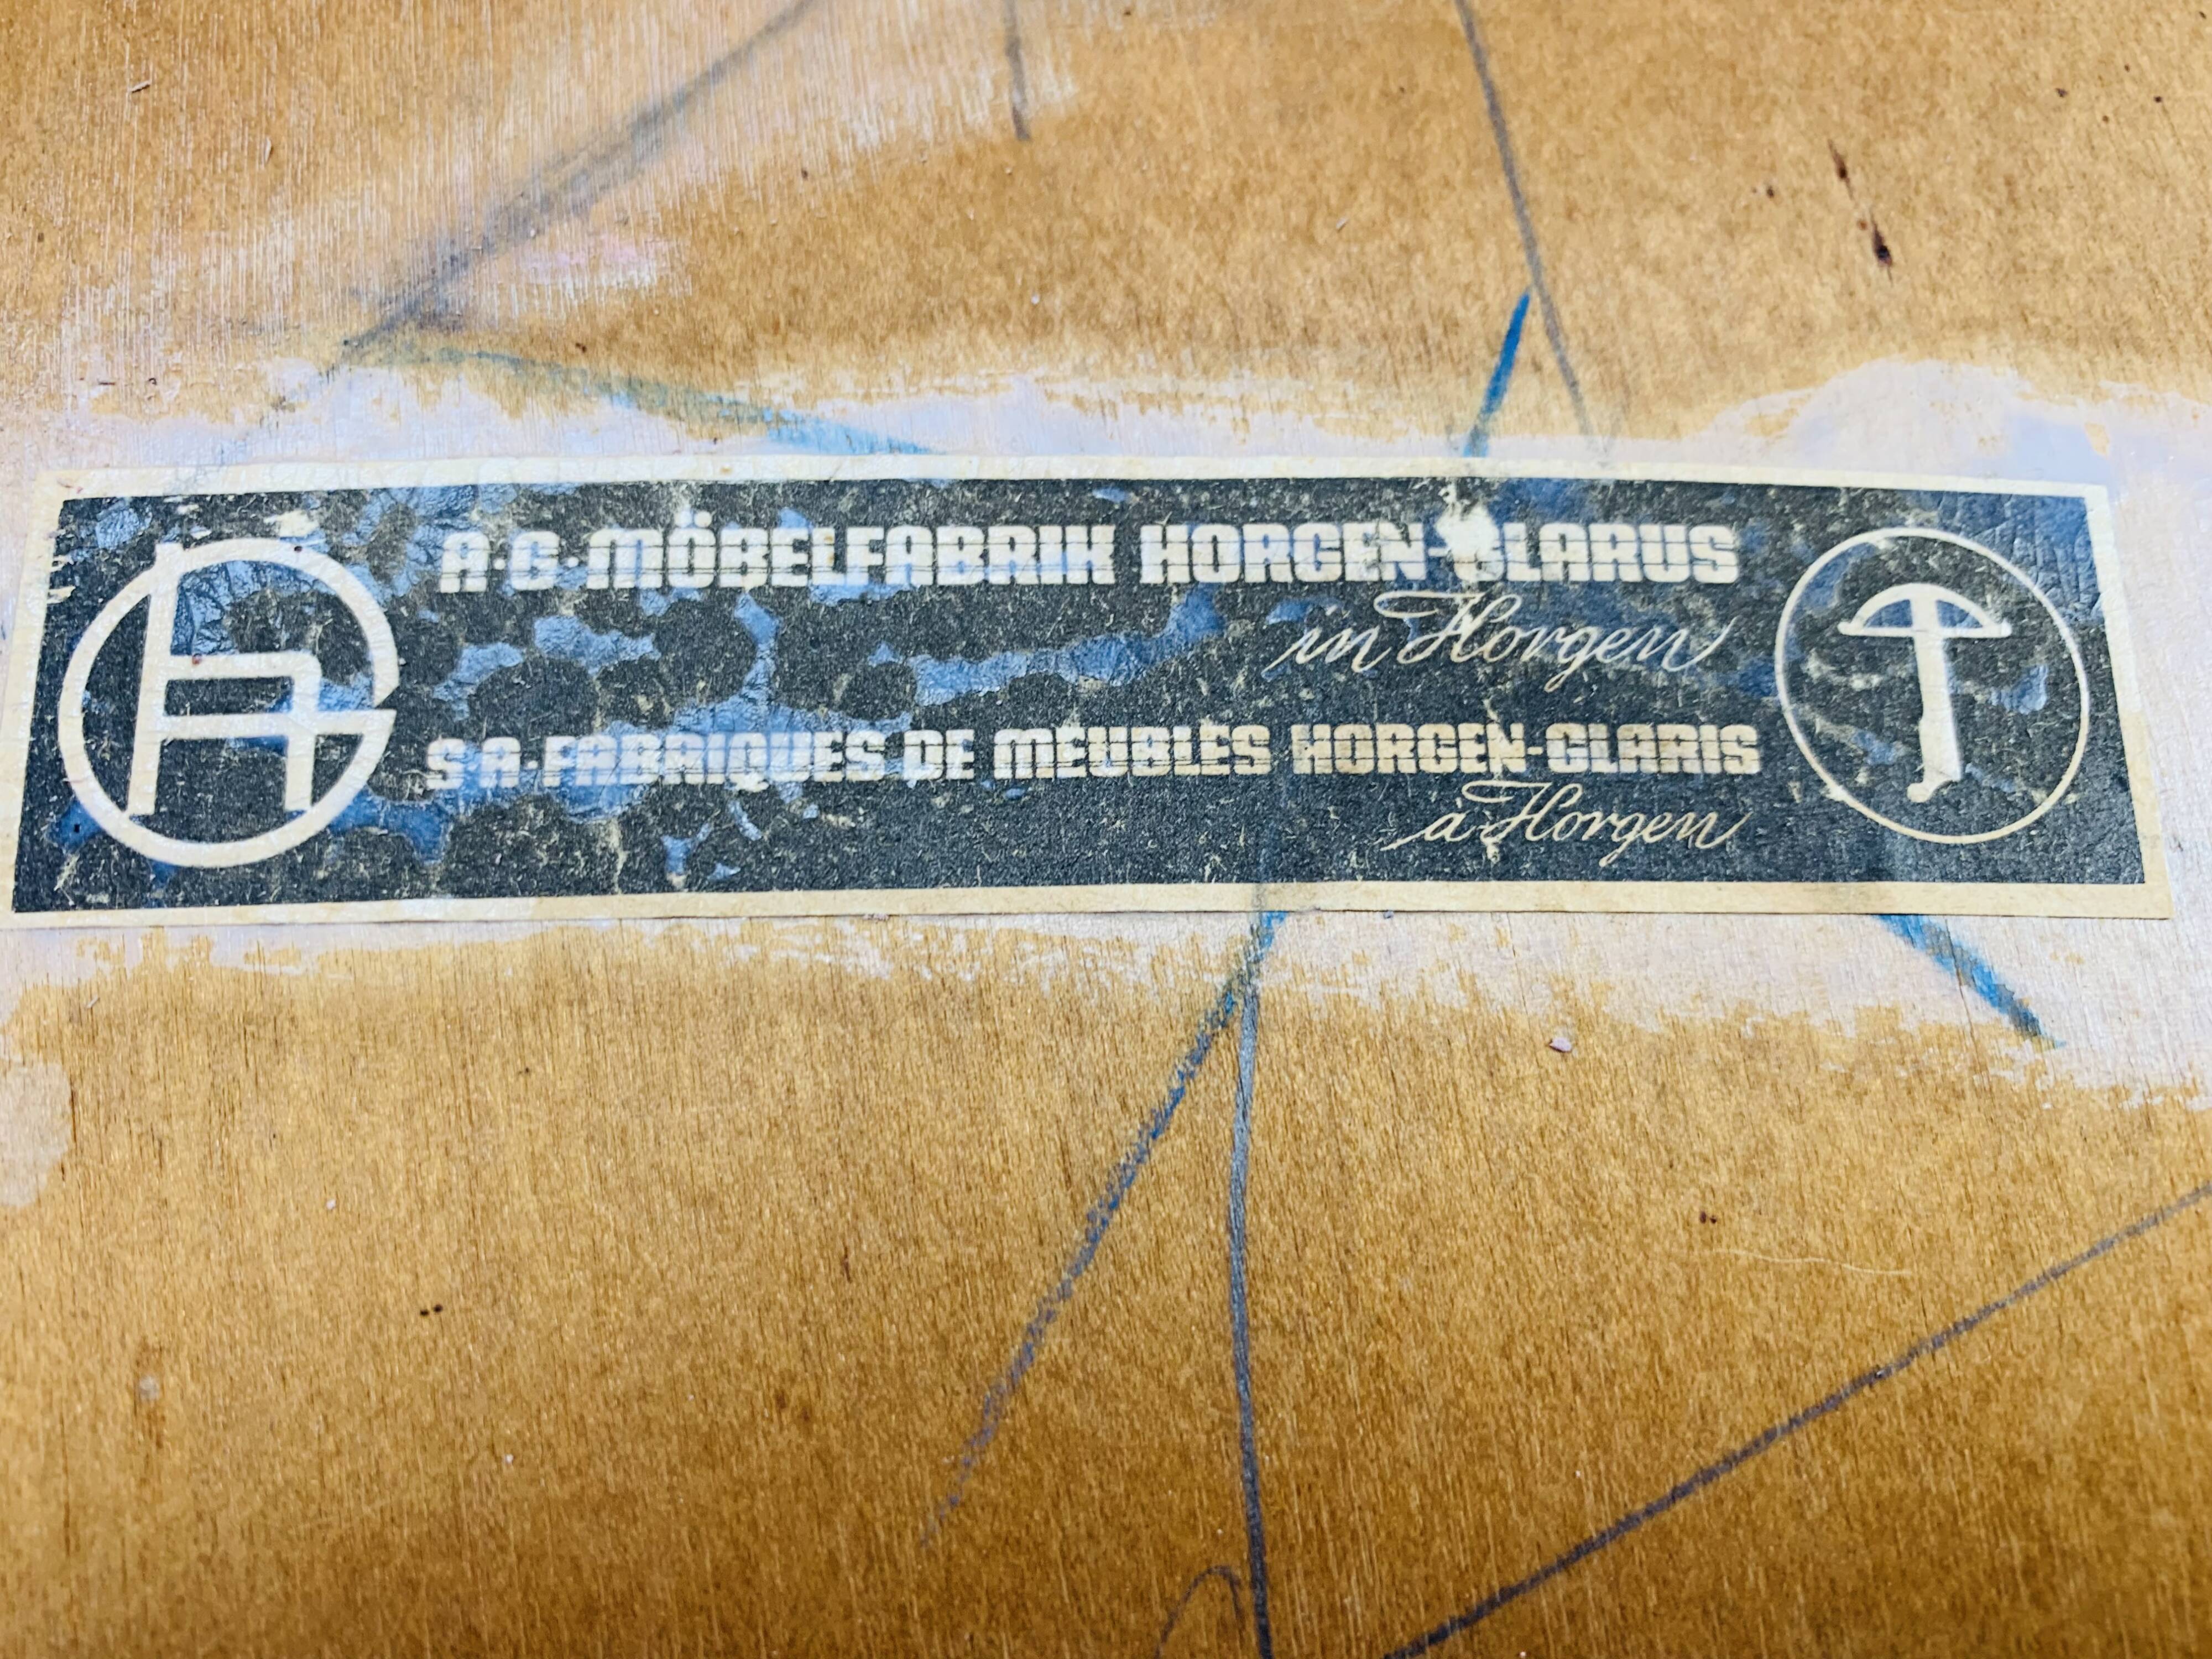 A·G·MÖBELFABRIK HORGEN-GLARUS
in Horgen
S·A·FABRIQUES DE MEUBLES HORGEN-GLARIS
à Horgen